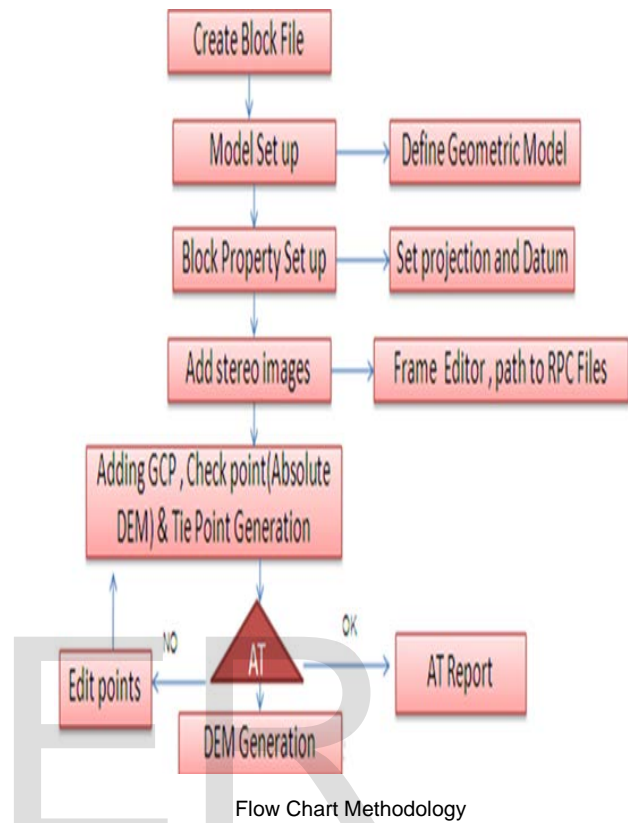 Create Block File
Model Set up
Define Geometric Model
Block Property Set up
Set projection and Datum
Add stereo images
Frame Editor , path to RPC Files
Adding GCP , Check point(Absolute
DEM) & Tie Point Generation
NO
OK
Edit points
AT
AT Report
DEM Generation
ER
Flow Chart Methodology